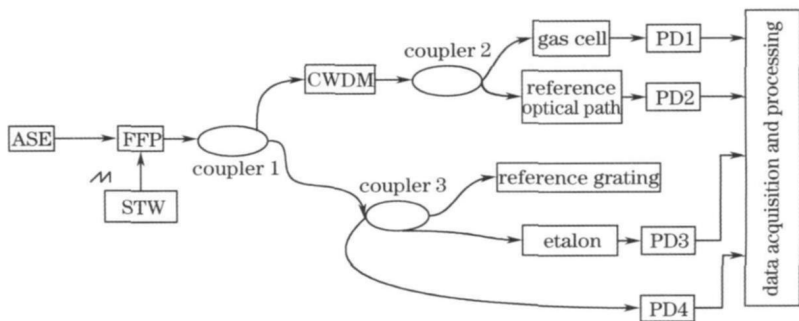 ASE
FFP
STW
coupler 1
CWDM
coupler 2
gas cell
PD1
reference
optical path
PD2
coupler 3
reference grating
etalon
PD3
PD4
data acquisition and processing